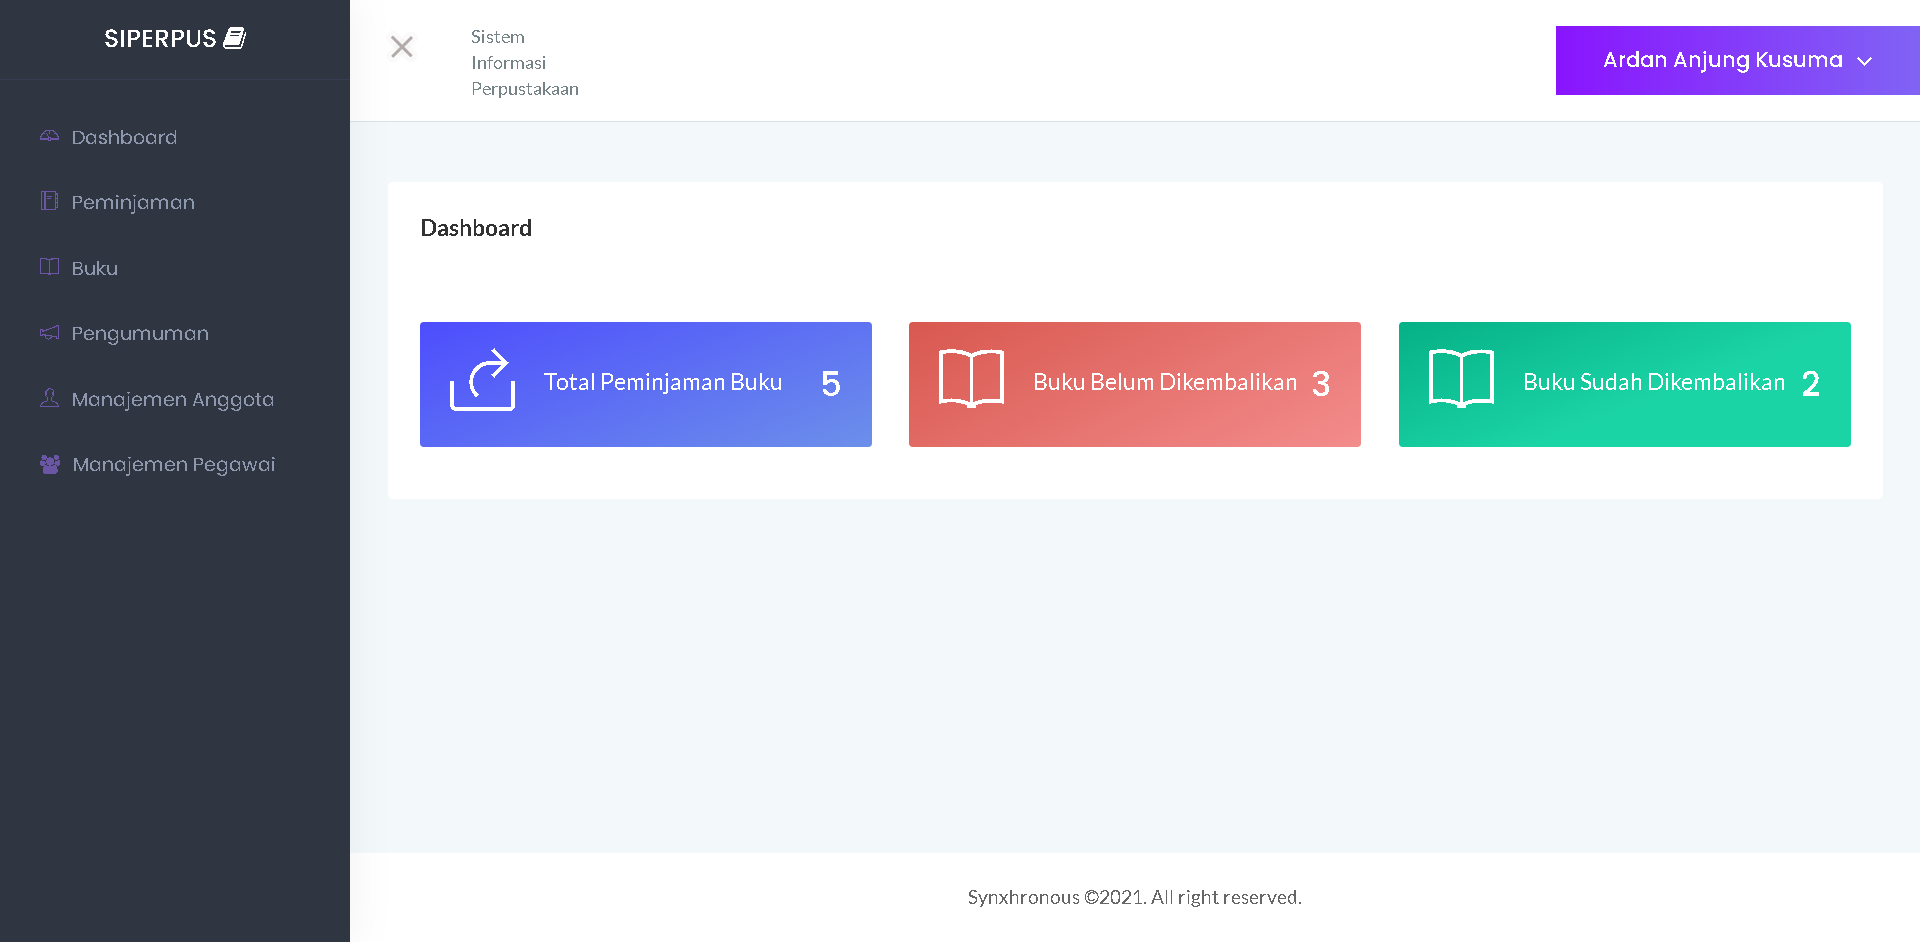 SIPERPUS
Dashboard
Peminjaman
Buku
Pengumuman
Manajemen Anggota
Manajemen Pegawai
Sistem
Informasi
Perpustakaan
Ardan Anjung Kusuma
Dashboard
Total Peminjaman Buku 5
Buku Belum Dikembalikan 3
Buku Sudah Dikembalikan 2
Synxhronous ©2021. All right reserved.